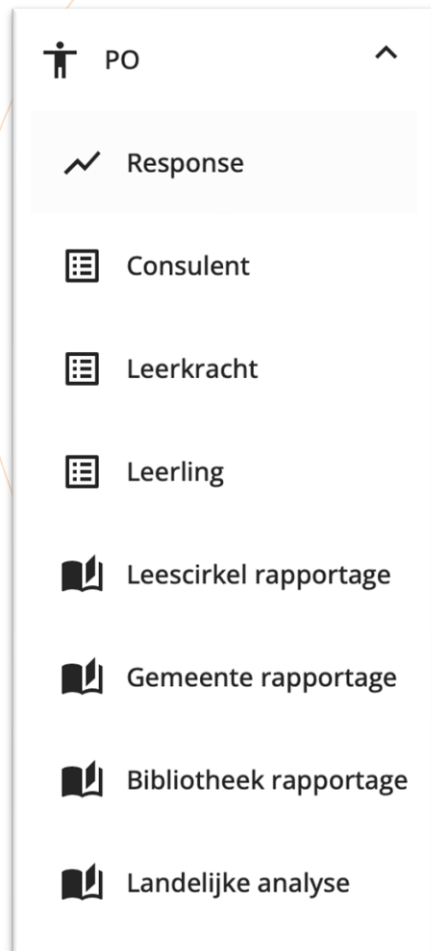 PO
Response
Consulent
Leerkracht
Leerling
Leescirkel rapportage
Gemeente rapportage
Bibliotheek rapportage
Landelijke analyse